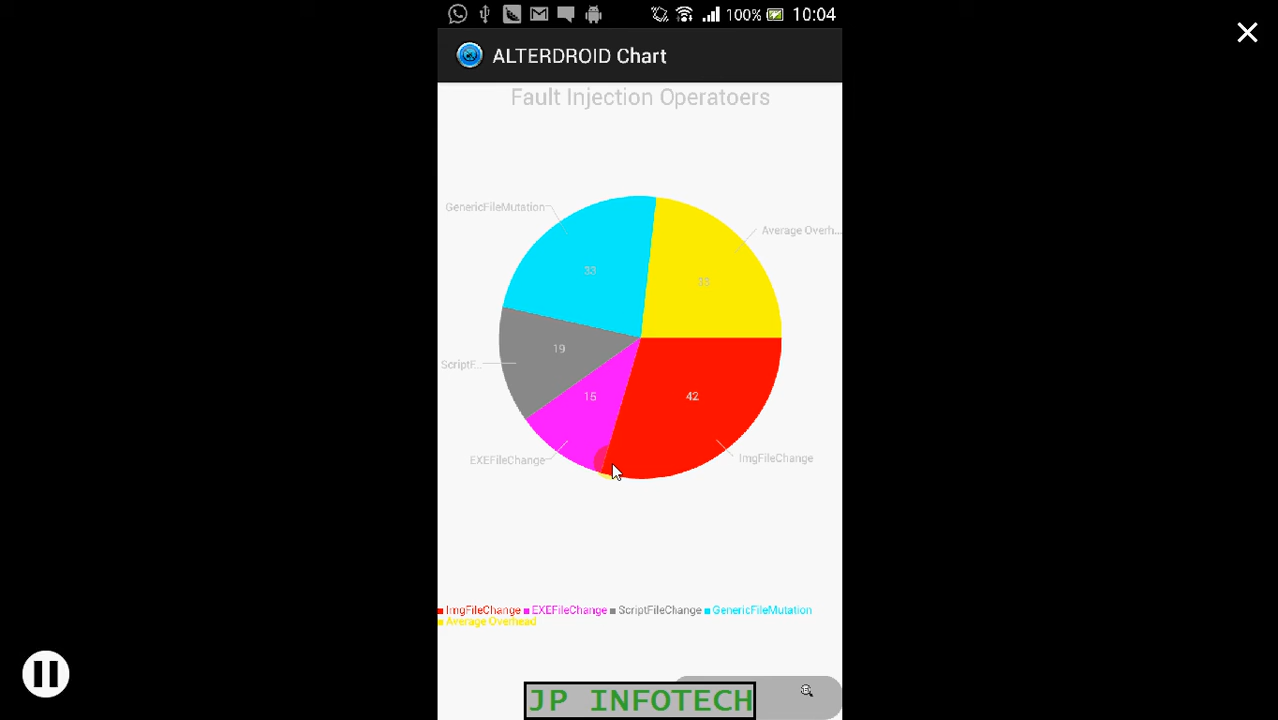 100% 10:04
ALTERDROID Chart
Fault Injection Operatoers
GenericFileMutation
Average Overh...
33
33
ScriptF...
19
15
42
EXEFileChange
ImgFileChange
ImgFileChange EXEFileChange ScriptFileChange GenericFileMutation
Average Overhead
JP INFOTECH